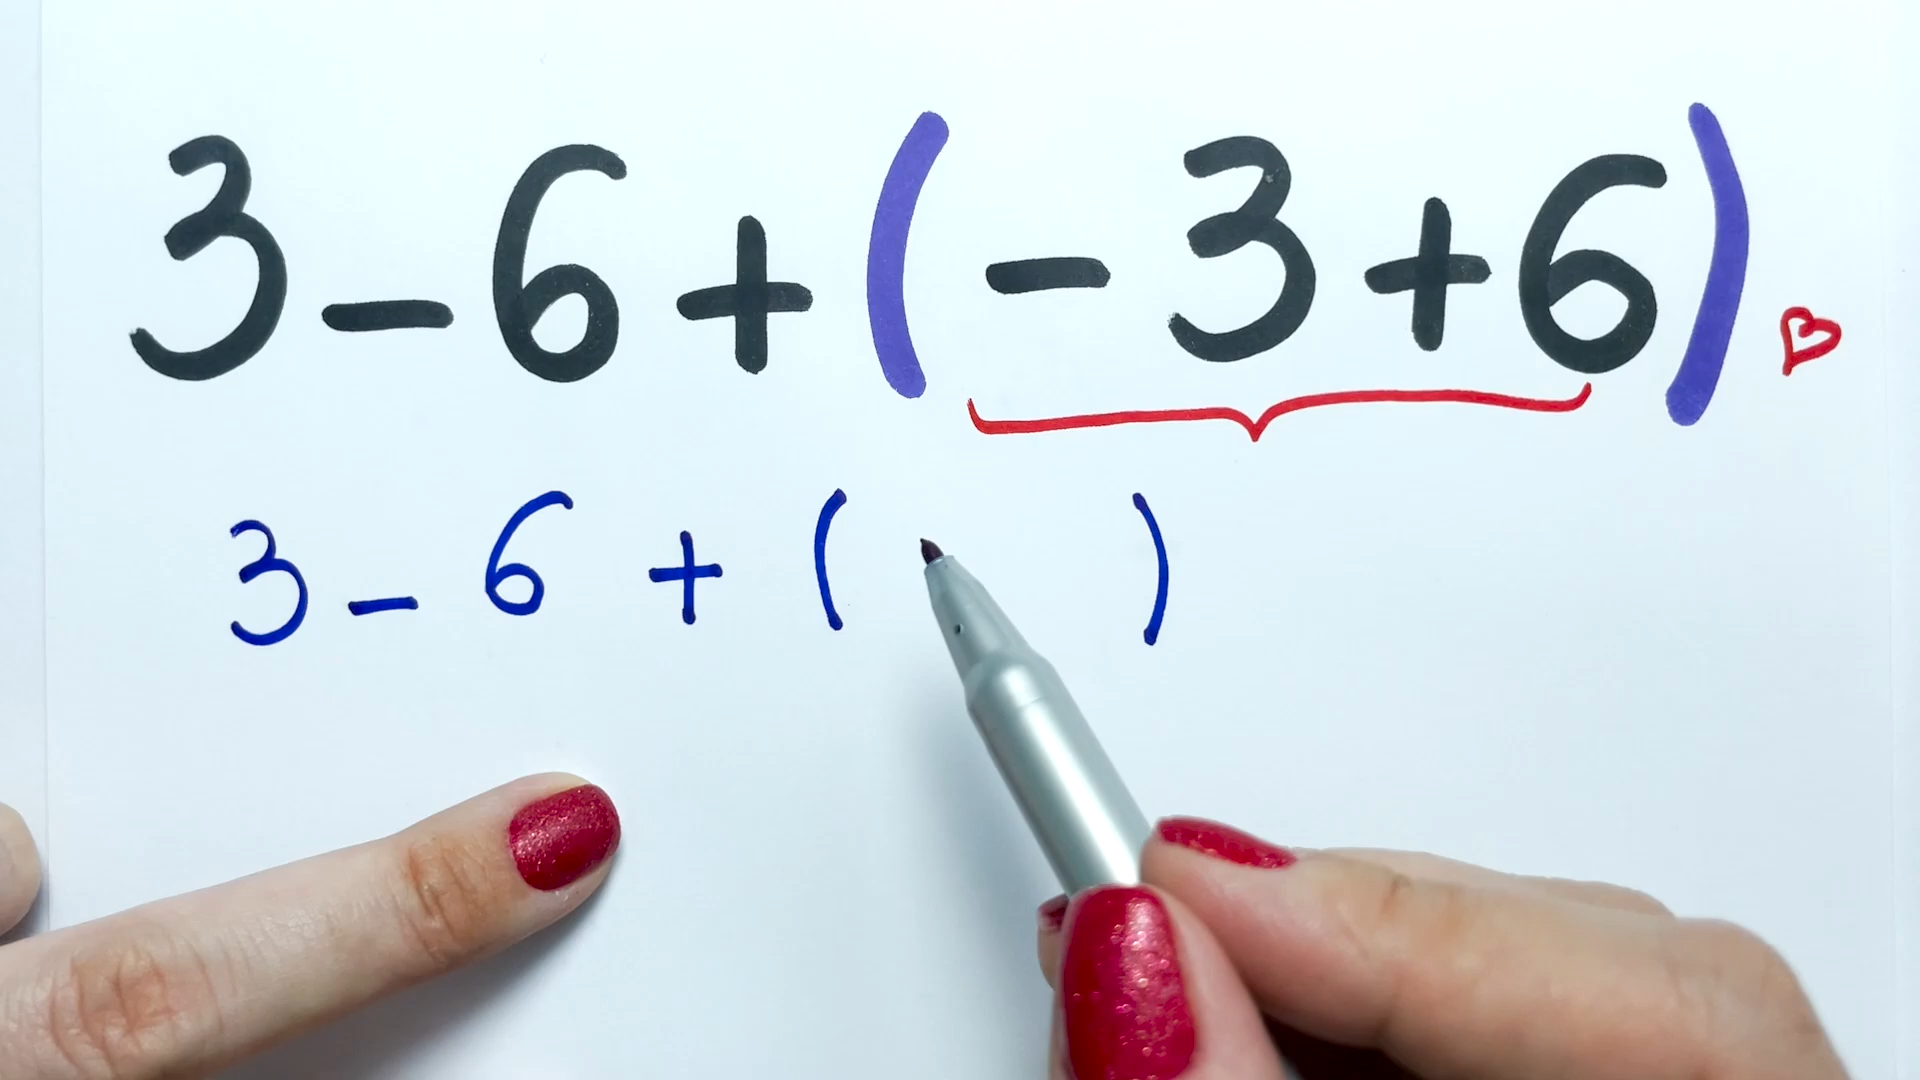 3 - 6 + ( - 3 + 6 )
3 - 6 + ( )